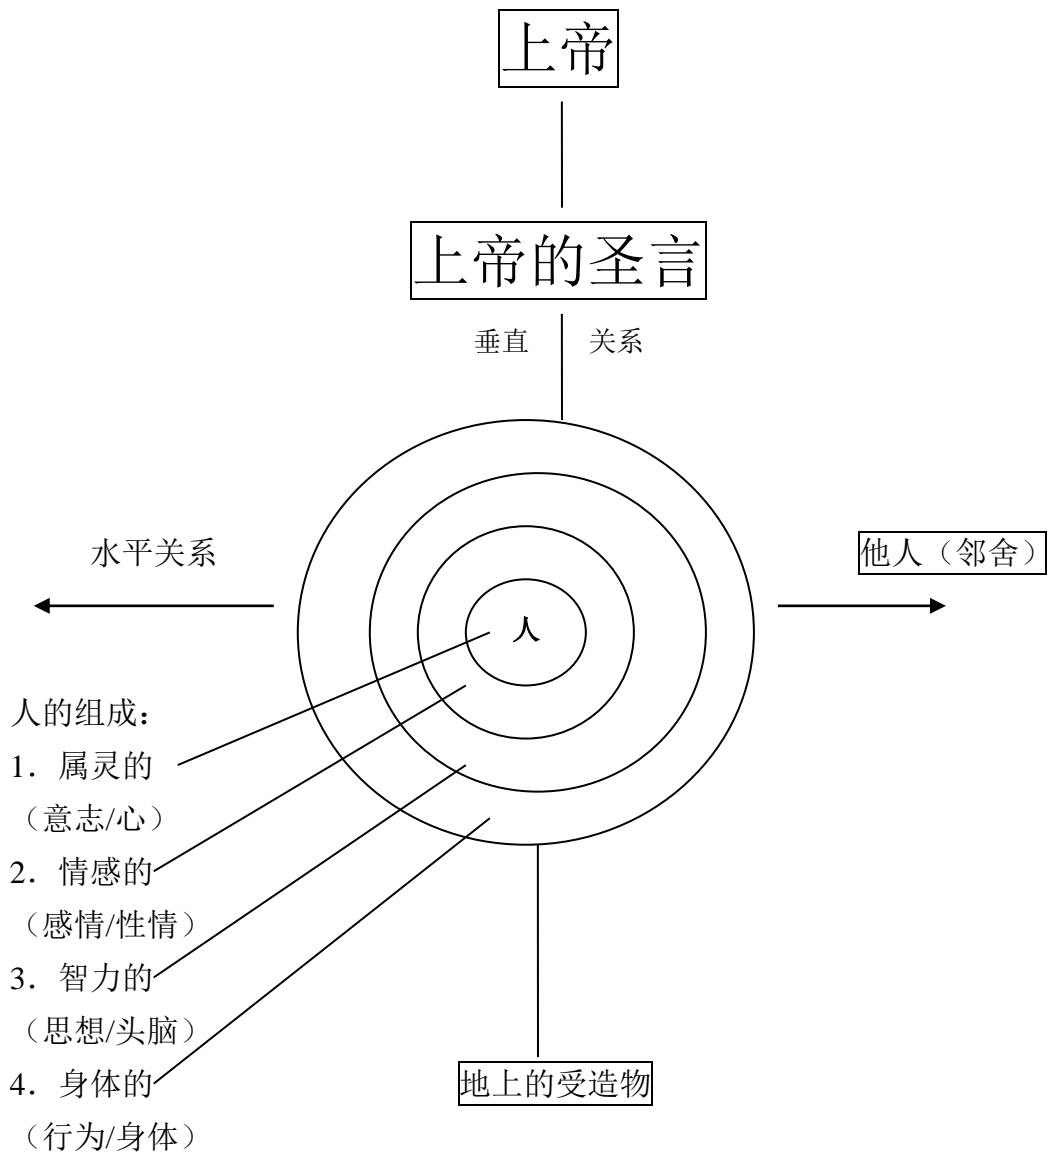 上帝
上帝的圣言
垂直 关系
水平关系
他人（邻舍）
人
人的组成：
1．属灵的
（意志/心）
2．情感的
（感情/性情）
3．智力的
（思想/头脑）
4．身体的
（行为/身体）
地上的受造物